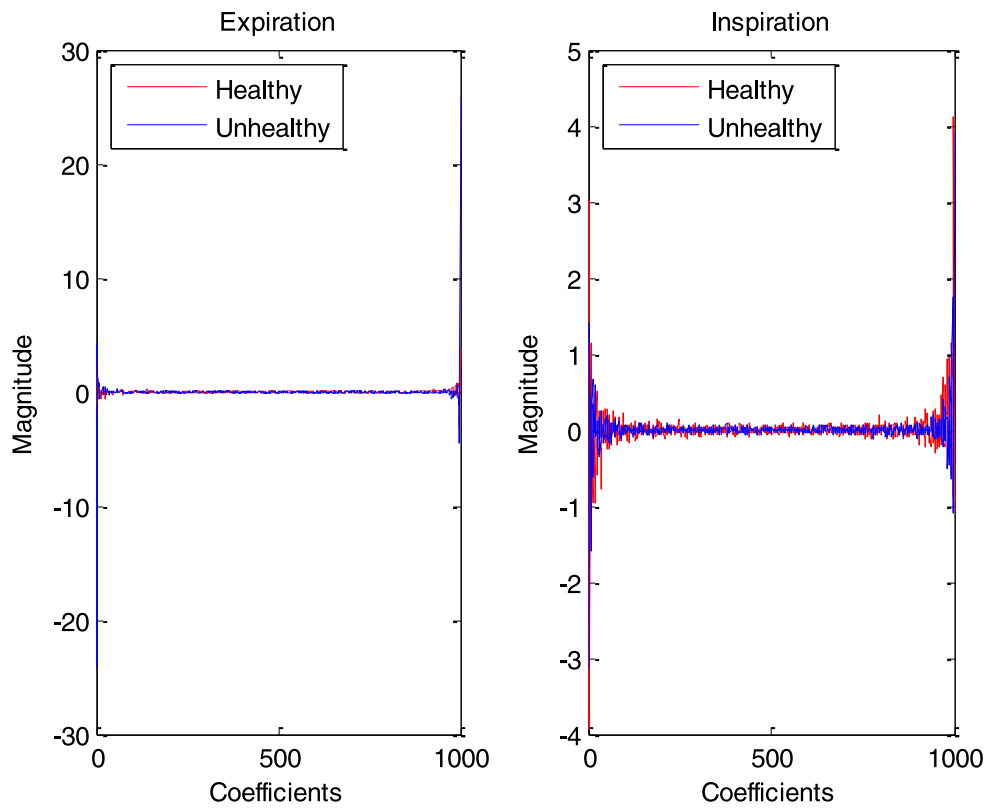 Expiration
30
20
10
0
-10
-20
-30
Magnitude
Healthy
Unhealthy
0
500
1000
Coefficients
Inspiration
5
4
3
2
1
0
-1
-2
-3
-4
Magnitude
Healthy
Unhealthy
0
500
1000
Coefficients